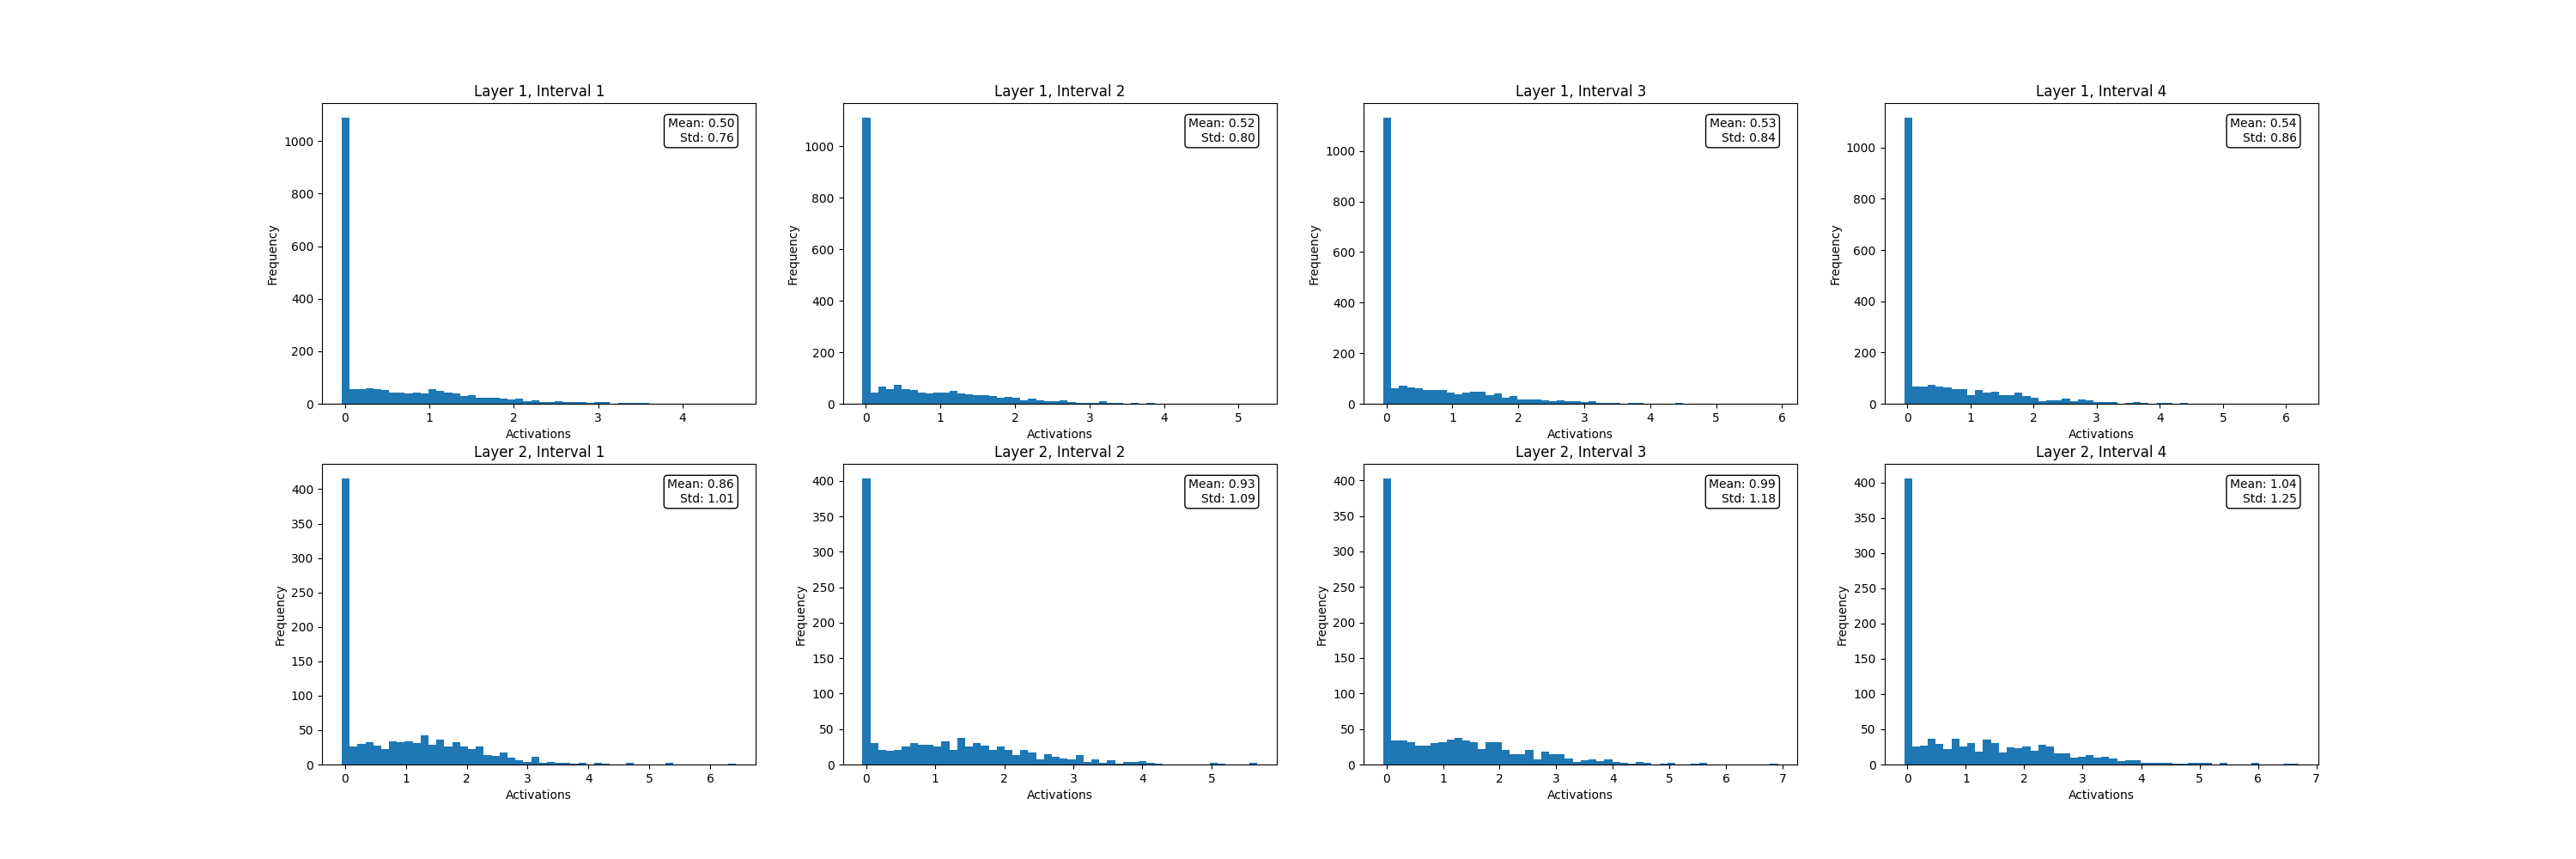 Layer 1, Interval 1
Mean: 0.50
Std: 0.76
Frequency
1000
800
600
400
200
0
0 1 2 3 4
Activations
Layer 1, Interval 2
Mean: 0.52
Std: 0.80
Frequency
1000
800
600
400
200
0
0 1 2 3 4 5
Activations
Layer 1, Interval 3
Mean: 0.53
Std: 0.84
Frequency
1000
800
600
400
200
0
0 1 2 3 4 5 6
Activations
Layer 1, Interval 4
Mean: 0.54
Std: 0.86
Frequency
1000
800
600
400
200
0
0 1 2 3 4 5 6
Activations
Layer 2, Interval 1
Mean: 0.86
Std: 1.01
Frequency
400
350
300
250
200
150
100
50
0
0 1 2 3 4 5 6
Activations
Layer 2, Interval 2
Mean: 0.93
Std: 1.09
Frequency
400
350
300
250
200
150
100
50
0
0 1 2 3 4 5
Activations
Layer 2, Interval 3
Mean: 0.99
Std: 1.18
Frequency
400
350
300
250
200
150
100
50
0
0 1 2 3 4 5 6 7
Activations
Layer 2, Interval 4
Mean: 1.04
Std: 1.25
Frequency
400
350
300
250
200
150
100
50
0
0 1 2 3 4 5 6 7
Activations